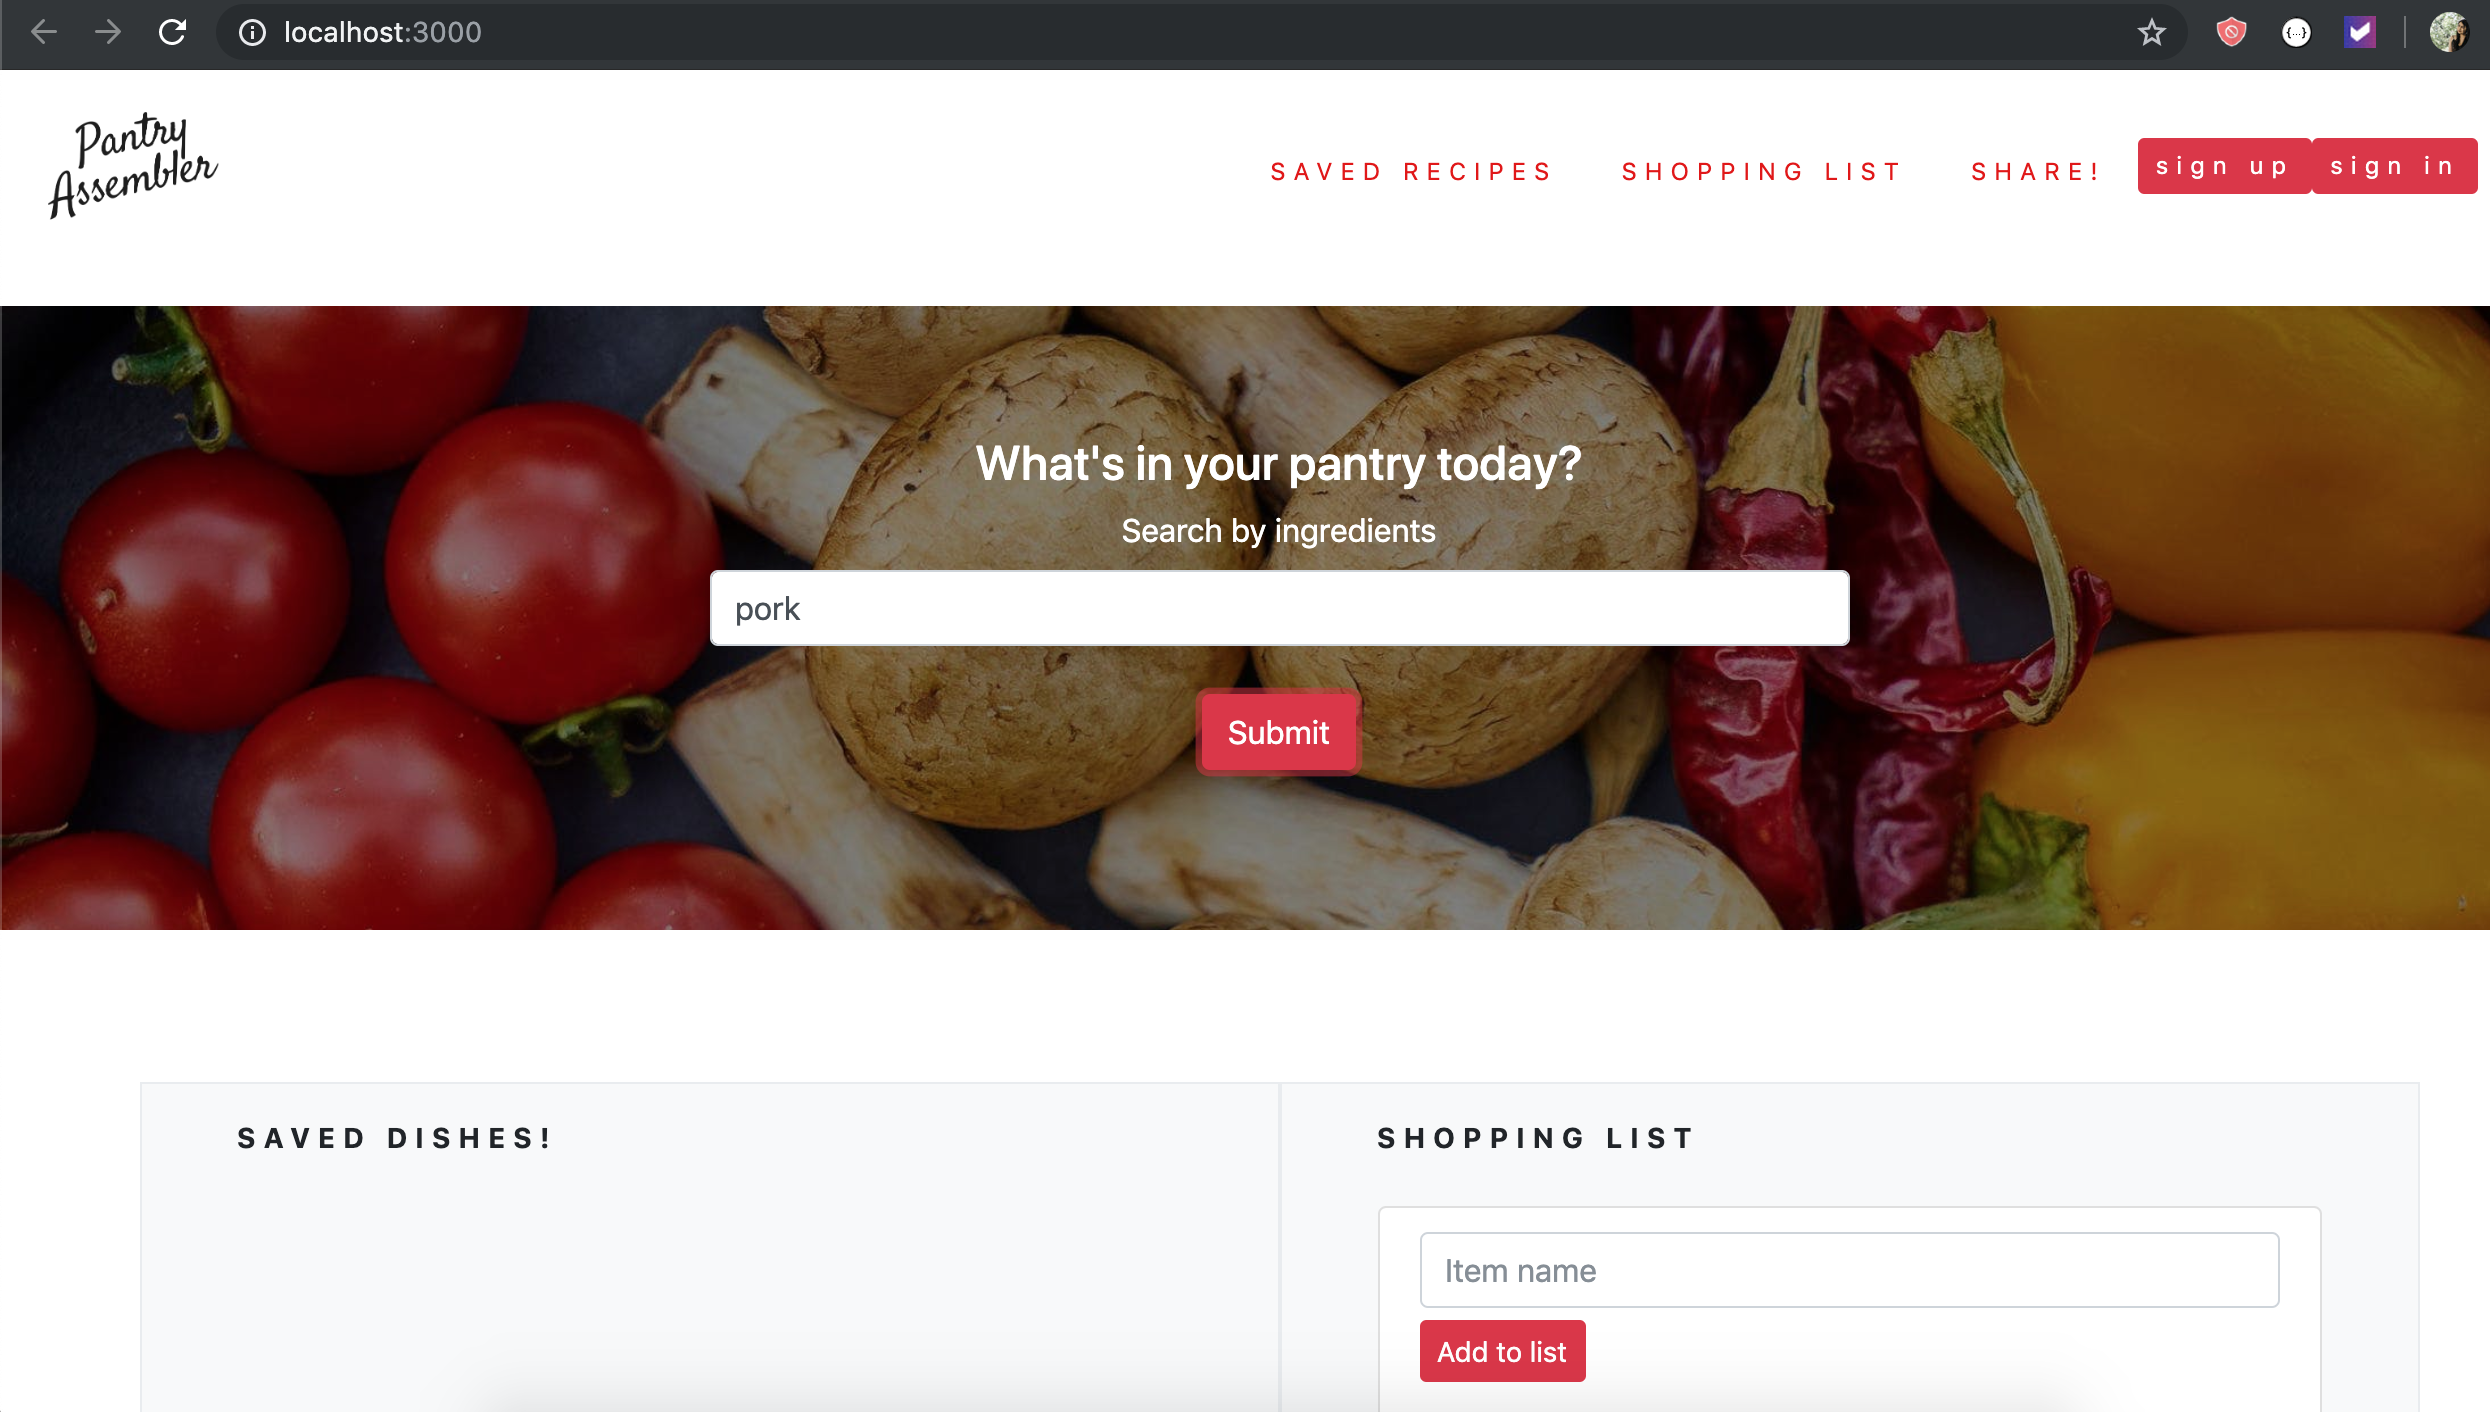 localhost:3000
{...}
Pantry
Assembler
SAVED RECIPES
SHOPPING LIST
SHARE!
sign up
sign in
What's in your pantry today?
Search by ingredients
pork
Submit
SAVED DISHES!
SHOPPING LIST
Item name
Add to list